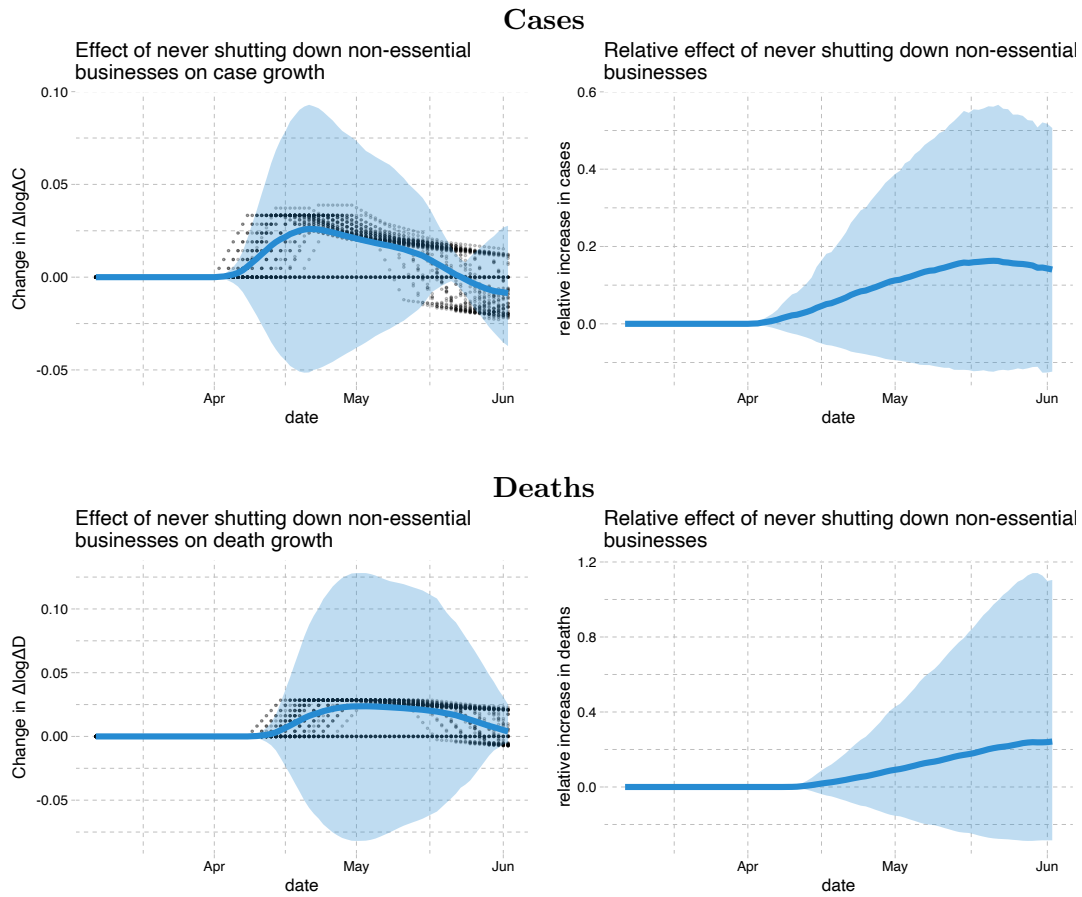 Cases
Effect of never shutting down non-essential
businesses on case growth
Change in ΔlogΔC
0.10
0.05
0.00
-0.05
Apr
May
Jun
date
Relative effect of never shutting down non-essential
businesses
relative increase in cases
0.6
0.4
0.2
0.0
Apr
May
Jun
date
Deaths
Effect of never shutting down non-essential
businesses on death growth
Change in ΔlogΔD
0.10
0.05
0.00
-0.05
Apr
May
Jun
date
Relative effect of never shutting down non-essential
businesses
relative increase in deaths
1.2
0.8
0.4
0.0
Apr
May
Jun
date